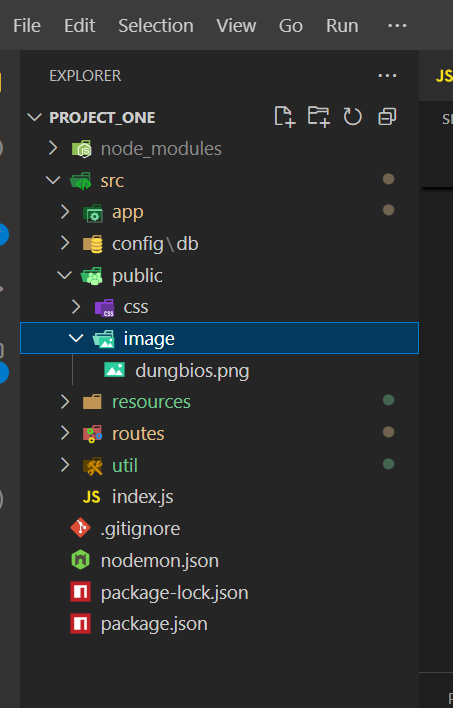 File Edit Selection View Go Run ···
EXPLORER ···
JS
PROJECT_ONE
node_modules
src
app
config\db
public
css
image
dungbios.png
resources
routes
util
JS index.js
.gitignore
nodemon.json
package-lock.json
package.json